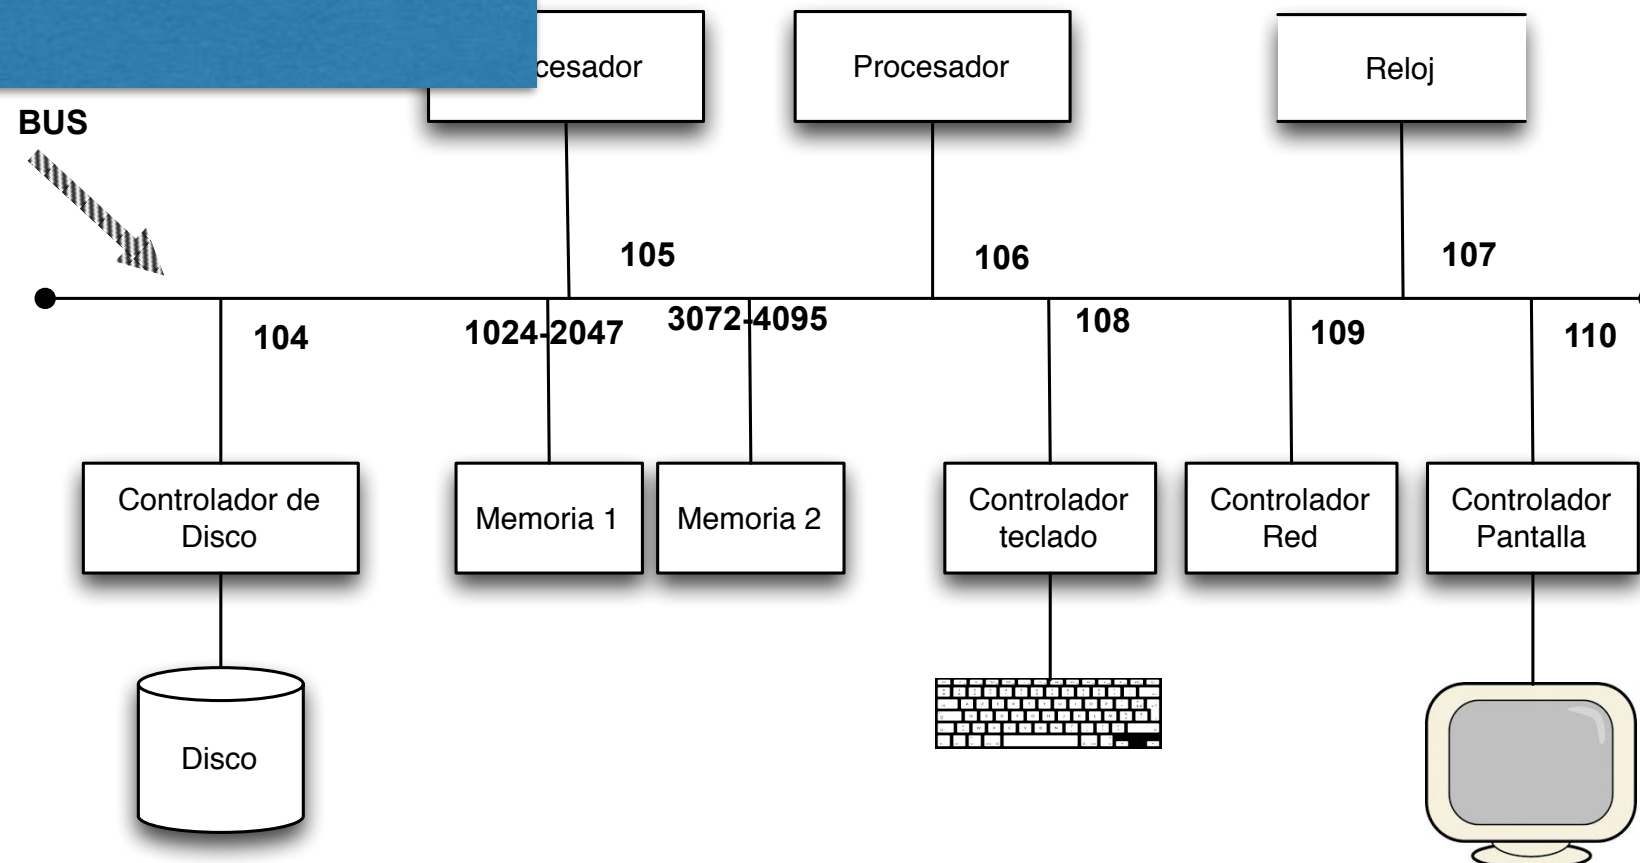 cesador
Procesador
Reloj
BUS
105
106
107
104
1024-2047
3072-4095
108
109
110
Controlador de
Disco
Memoria 1
Memoria 2
Controlador
teclado
Controlador
Red
Controlador
Pantalla
Disco